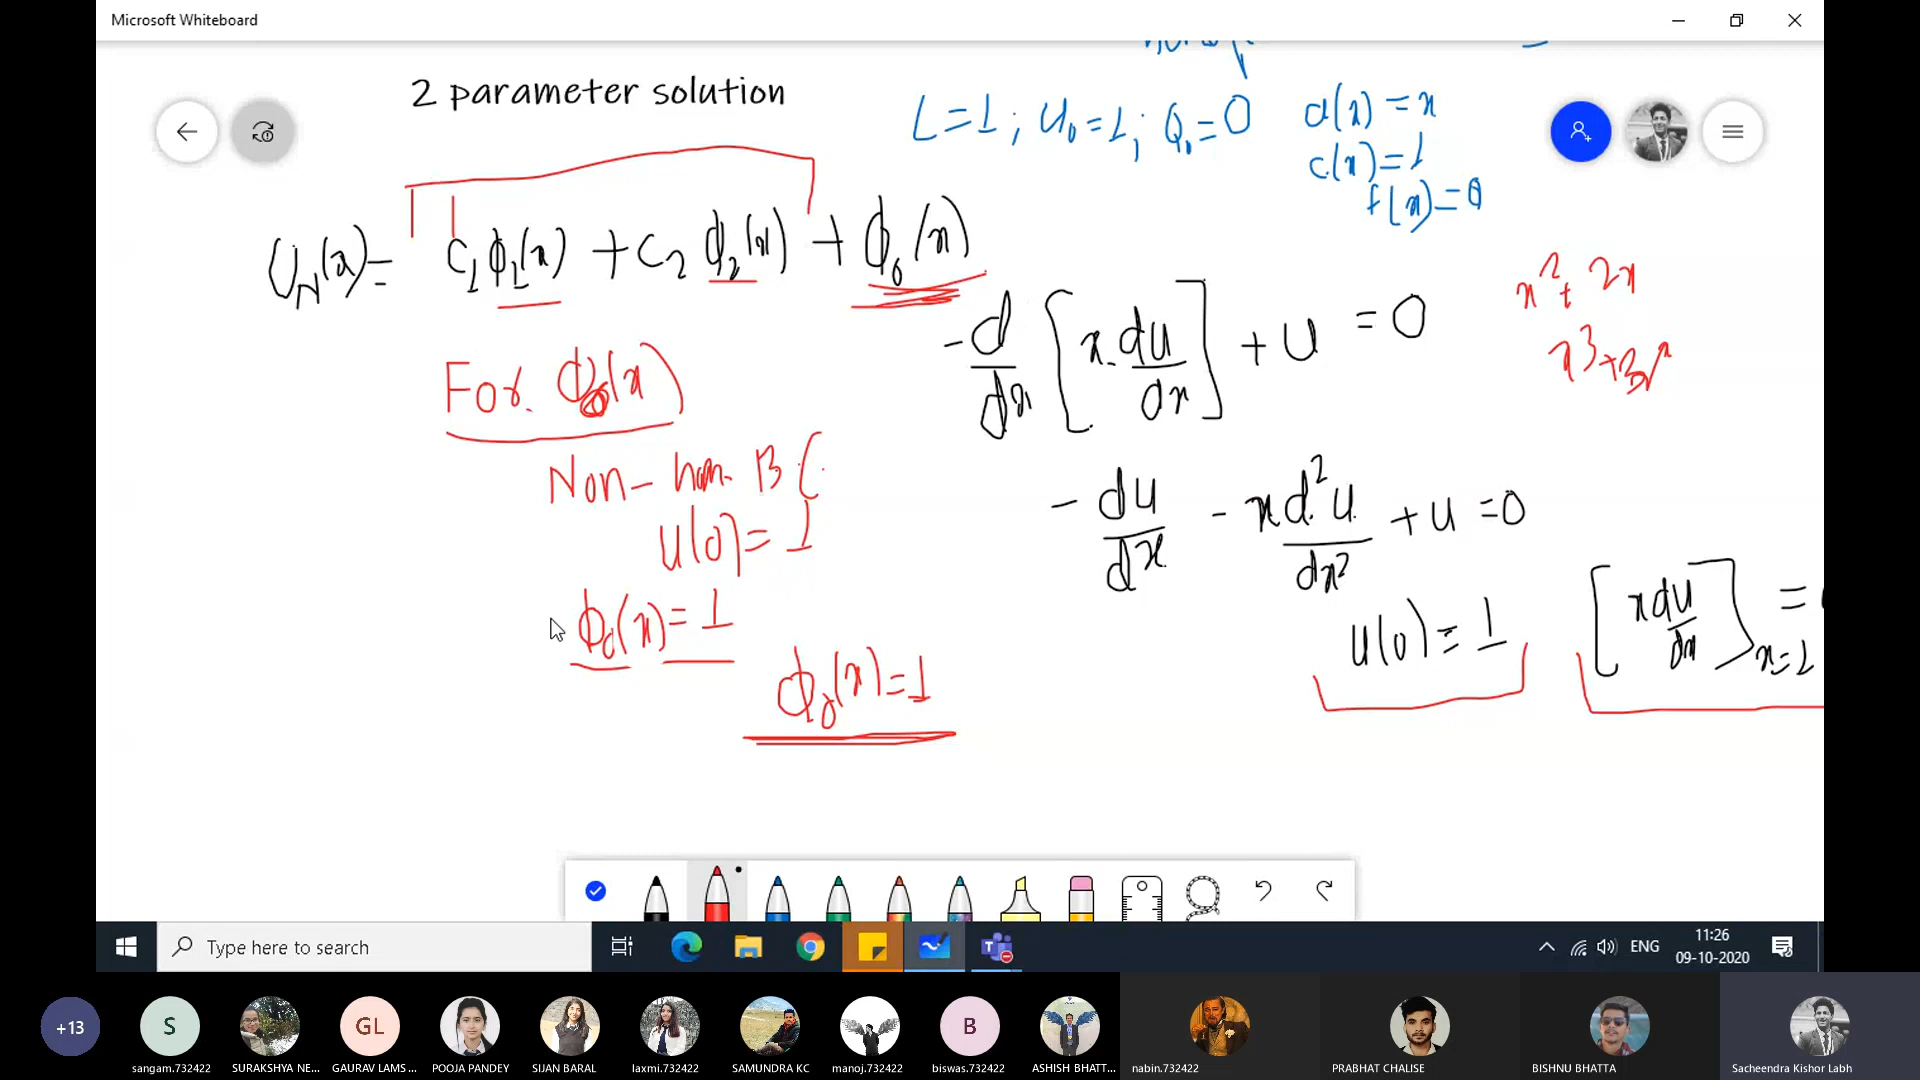 Microsoft Whiteboard
2 parameter solution
L=1 ; U₀=1 ; Q₁=0
a(x) = x
c(x)=1
f(x)=0
U_N(x)= c₁ϕ₁(x) + c₂ ϕ₂(x) + ϕ₀(x)
x² + 2x
-d/dx [x du/dx] + u = 0
For ϕ₀(x)
Non-hom. B C
u(0)= 1
- du/dx - x d²u/dx² + u =0
ϕ₀(x)= 1
u(0) = 1 [x du/dx]x=1 =
ϕ₀(x)=1
Type here to search
ENG
11:26
09-10-2020
+13
S
GL
B
sangam.732422
SURAKSHYA NE...
GAURAV LAMS ...
POOJA PANDEY
SIJAN BARAL
laxmi.732422
SAMUNDRA KC
manoj.732422
biswas.732422
ASHISH BHATT...
nabin.732422
PRABHAT CHALISE
BISHNU BHATTA
Sacheendra Kishor Labh